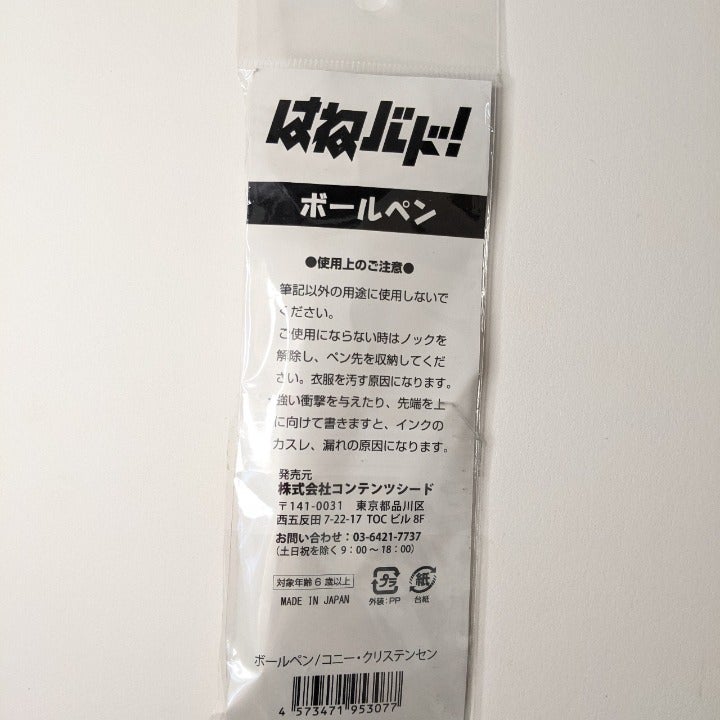 はねバド!
ボールペン
●使用上のご注意●
筆記以外の用途に使用しないで
ください。
ご使用にならない時はノックを
解除し、ペン先を収納してくだ
さい。衣服を汚す原因になります。
強い衝撃を与えたり、先端を上
に向けて書きますと、インクの
カスレ、漏れの原因になります。
発売元
株式会社コンテンツシード
〒141-0031 東京都品川区
西五反田 7-22-17 TOC ビル 8F
お問い合わせ:03-6421-7737
(土日祝を除く 9:00 〜 18:00)
対象年齢 6 歳以上
MADE IN JAPAN
プラ
外装:PP
紙
台紙
ボールペン/コニー・クリステンセン
4 573471 953077